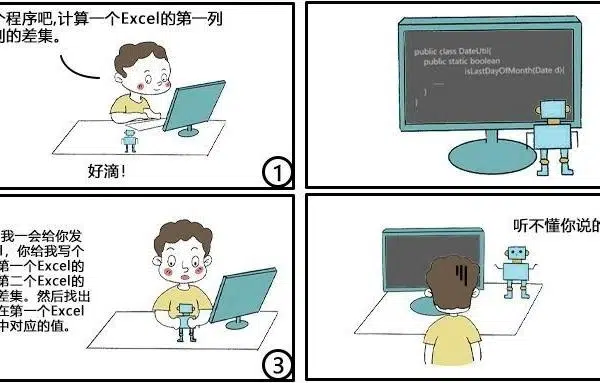 个程序吧,计算一个Excel的第一列
列的差集。
好滴！
①
public class DateUtil{
public static boolean
isLastDayOfMonth(Date d){
....
}
}
我一会给你发
，你给我写个
第一个Excel的
第二个Excel的
差集。然后找出
在第一个Excel
中对应的值。
③
听不懂你说的